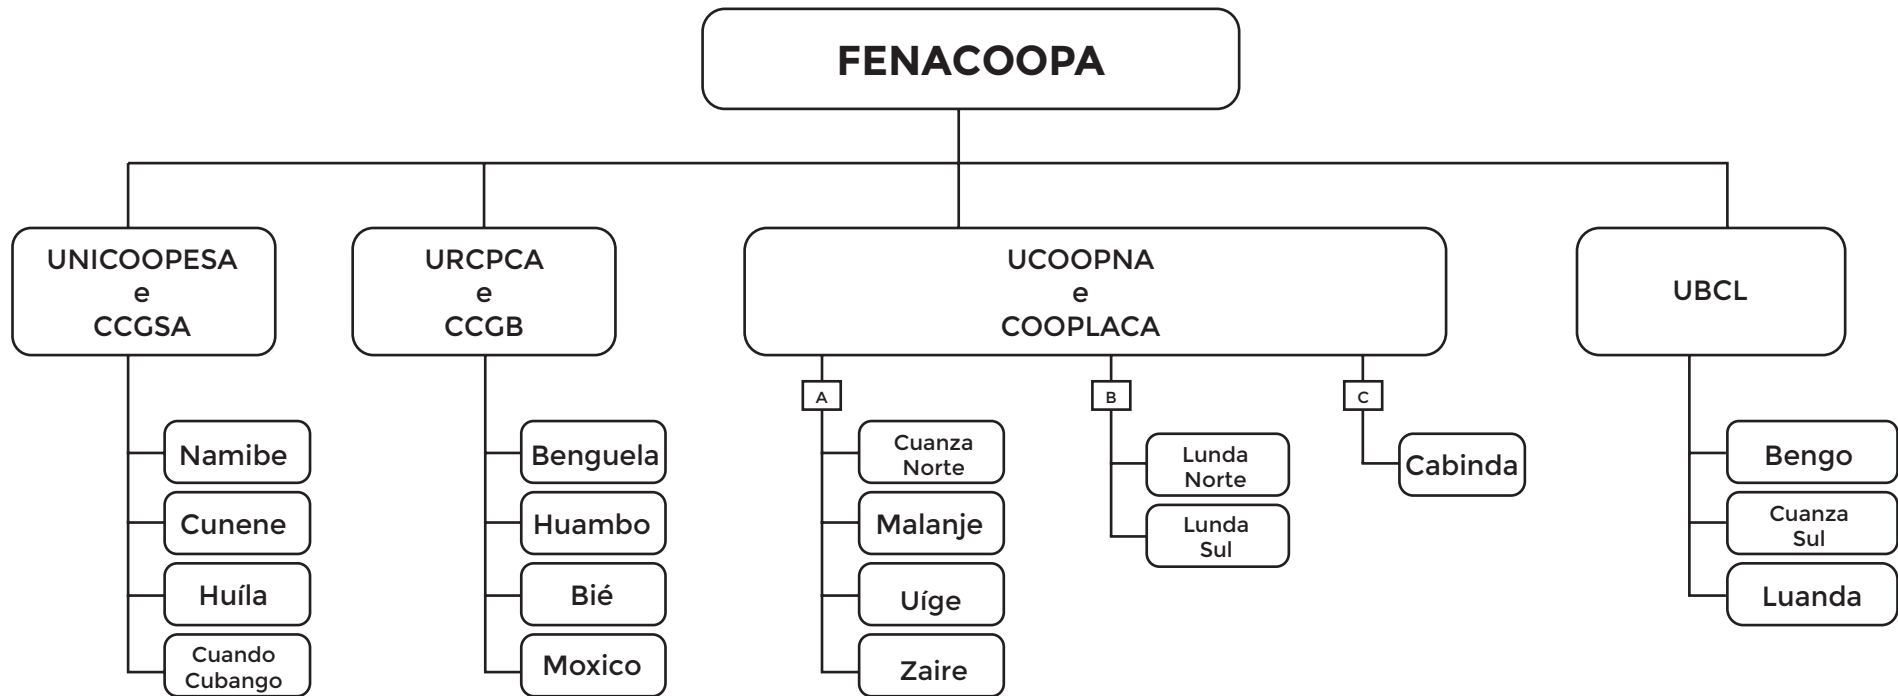 FENACOOPA
UNICOOPESA
e
CCGSA
Namibe
Cunene
Huíla
Cuando
Cubango
URCPCA
e
CCGB
Benguela
Huambo
Bié
Moxico
UCOOPNA
e
COOPLACA
A
Cuanza
Norte
Malanje
Uíge
Zaire
B
Lunda
Norte
Lunda
Sul
C
Cabinda
UBCL
Bengo
Cuanza
Sul
Luanda